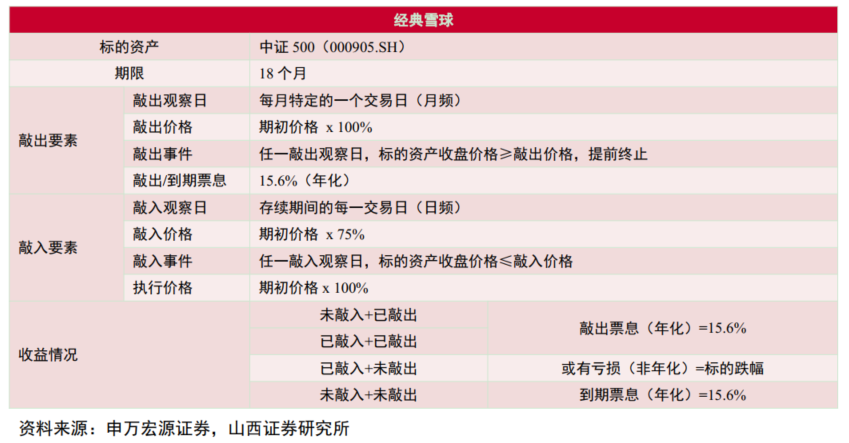 经典雪球
标的资产 中证 500（000905.SH）
期限 18 个月
敲出要素
敲出观察日 每月特定的一个交易日（月频）
敲出价格 期初价格 x 100%
敲出事件 任一敲出观察日，标的资产收盘价格≥敲出价格，提前终止
敲出/到期票息 15.6%（年化）
敲入要素
敲入观察日 存续期间的每一交易日（日频）
敲入价格 期初价格 x 75%
敲入事件 任一敲入观察日，标的资产收盘价格≤敲入价格
执行价格 期初价格 x 100%
收益情况
未敲入+已敲出
已敲入+已敲出
敲出票息（年化）=15.6%
已敲入+未敲出 或有亏损（非年化）=标的跌幅
未敲入+未敲出 到期票息（年化）=15.6%
资料来源：申万宏源证券，山西证券研究所